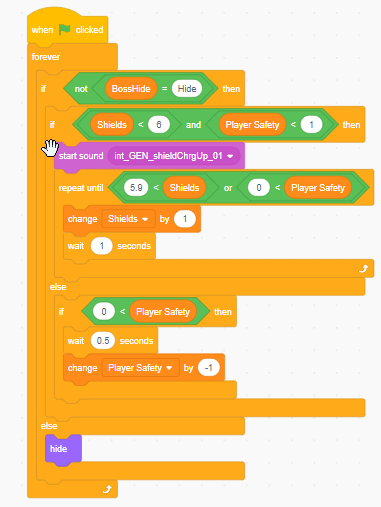 when clicked
forever
if not BossHide = Hide then
if Shields < 6 and Player Safety < 1 then
start sound int_GEN_shieldChrgUp_01
repeat until 5.9 < Shields or 0 < Player Safety
change Shields by 1
wait 1 seconds
else
if 0 < Player Safety then
wait 0.5 seconds
change Player Safety by -1
else
hide